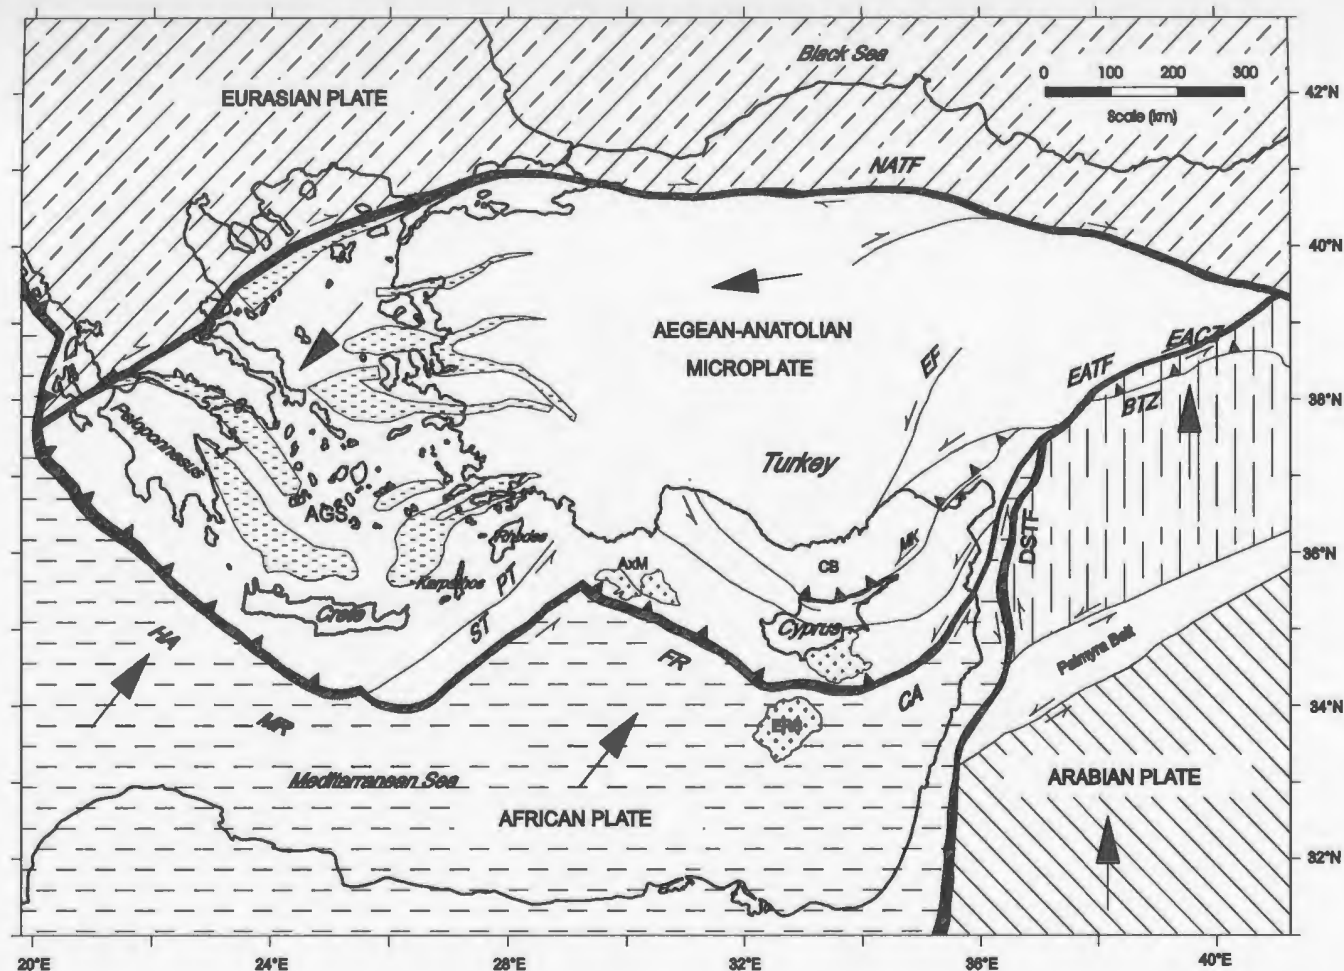 Black Sea
0 100 200 300
Scale (km)
EURASIAN PLATE
42°N
NATF
40°N
AEGEAN-ANATOLIAN
MICROPLATE
EF
EATF
EACZ
BTZ
38°N
Peloponnesus
Turkey
AGS
Rhodes
Karpathos
Crete
PT
ST
AxM
CB
MK
Cyprus
DSTF
36°N
HA
MR
FR
CA
Palmyra Belt
34°N
ERS
Mediterranean Sea
AFRICAN PLATE
ARABIAN PLATE
32°N
20°E 24°E 28°E 32°E 36°E 40°E